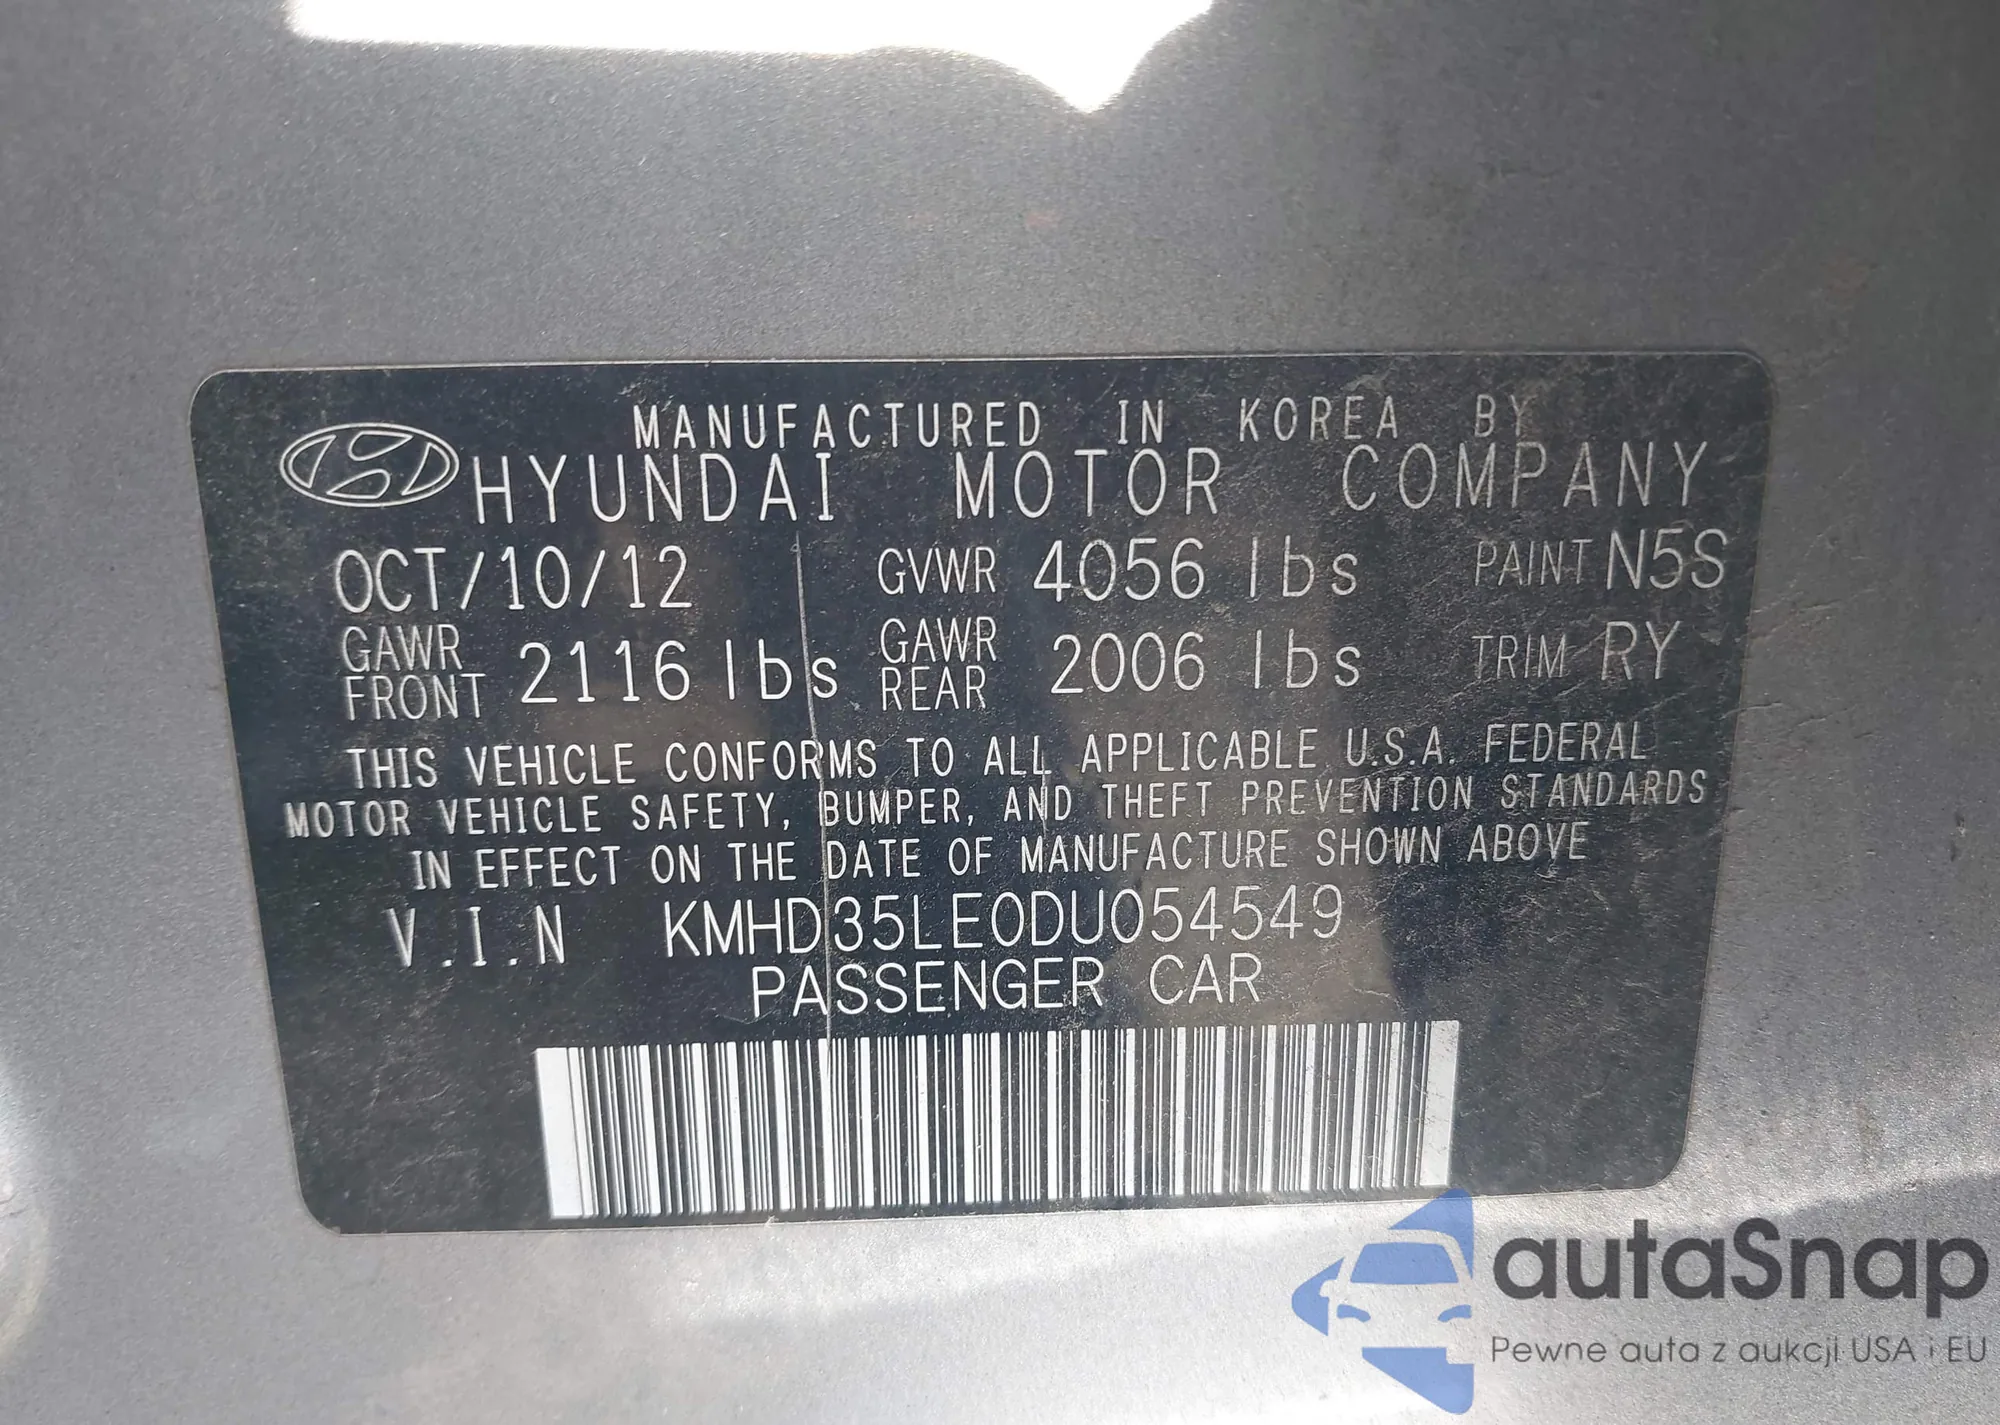 MANUFACTURED IN KOREA BY
HYUNDAI MOTOR COMPANY
OCT/10/12 GVWR 4056 lbs PAINT N5S
GAWR FRONT 2116 lbs GAWR REAR 2006 lbs TRIM RY
THIS VEHICLE CONFORMS TO ALL APPLICABLE U.S.A. FEDERAL
MOTOR VEHICLE SAFETY, BUMPER, AND THEFT PREVENTION STANDARDS
IN EFFECT ON THE DATE OF MANUFACTURE SHOWN ABOVE
V.I.N KMHD35LE0DU054549
PASSENGER CAR
autaSnap
Pewne auta z aukcji USA i EU